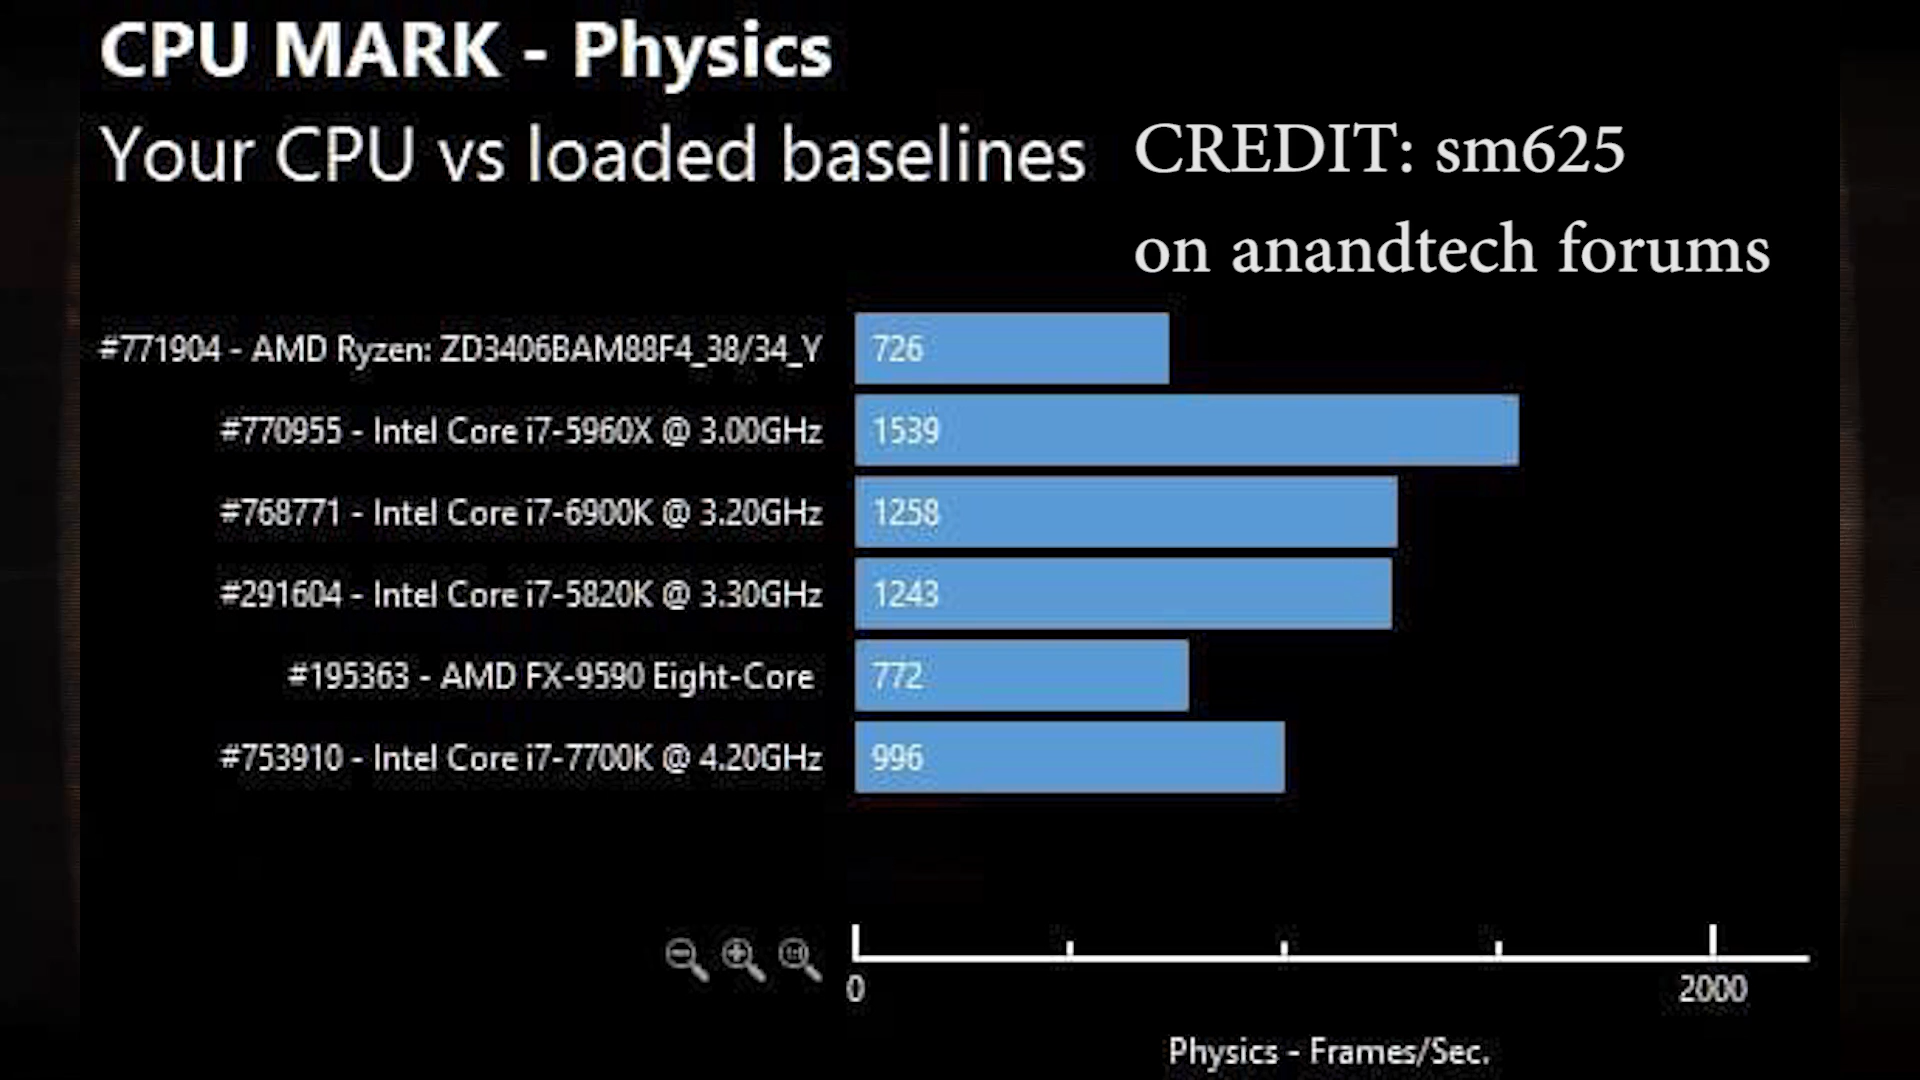 CPU MARK - Physics
Your CPU vs loaded baselines
CREDIT: sm625
on anandtech forums
#771904 - AMD Ryzen: ZD3406BAM88F4_38/34_Y 726
#770955 - Intel Core i7-5960X @ 3.00GHz 1539
#768771 - Intel Core i7-6900K @ 3.20GHz 1258
#291604 - Intel Core i7-5820K @ 3.30GHz 1243
#195363 - AMD FX-9590 Eight-Core 772
#753910 - Intel Core i7-7700K @ 4.20GHz 996
0 2000
Physics - Frames/Sec.